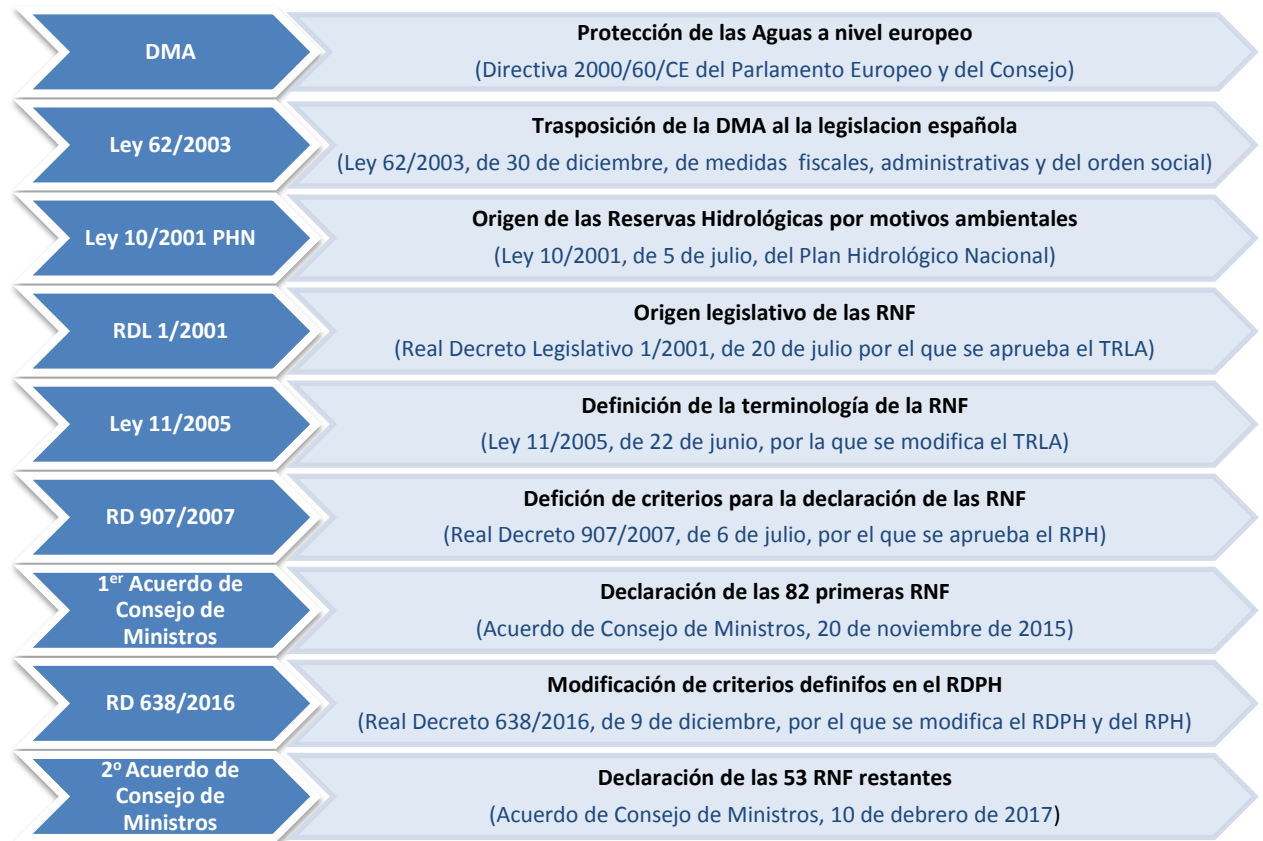 DMA
Protección de las Aguas a nivel europeo
(Directiva 2000/60/CE del Parlamento Europeo y del Consejo)
Ley 62/2003
Trasposición de la DMA al la legislacion española
(Ley 62/2003, de 30 de diciembre, de medidas fiscales, administrativas y del orden social)
Ley 10/2001 PHN
Origen de las Reservas Hidrológicas por motivos ambientales
(Ley 10/2001, de 5 de julio, del Plan Hidrológico Nacional)
RDL 1/2001
Origen legislativo de las RNF
(Real Decreto Legislativo 1/2001, de 20 de julio por el que se aprueba el TRLA)
Ley 11/2005
Definición de la terminología de la RNF
(Ley 11/2005, de 22 de junio, por la que se modifica el TRLA)
RD 907/2007
Defición de criterios para la declaración de las RNF
(Real Decreto 907/2007, de 6 de julio, por el que se aprueba el RPH)
1er Acuerdo de
Consejo de
Ministros
Declaración de las 82 primeras RNF
(Acuerdo de Consejo de Ministros, 20 de noviembre de 2015)
RD 638/2016
Modificación de criterios definifos en el RDPH
(Real Decreto 638/2016, de 9 de diciembre, por el que se modifica el RDPH y del RPH)
2o Acuerdo de
Consejo de
Ministros
Declaración de las 53 RNF restantes
(Acuerdo de Consejo de Ministros, 10 de debrero de 2017)